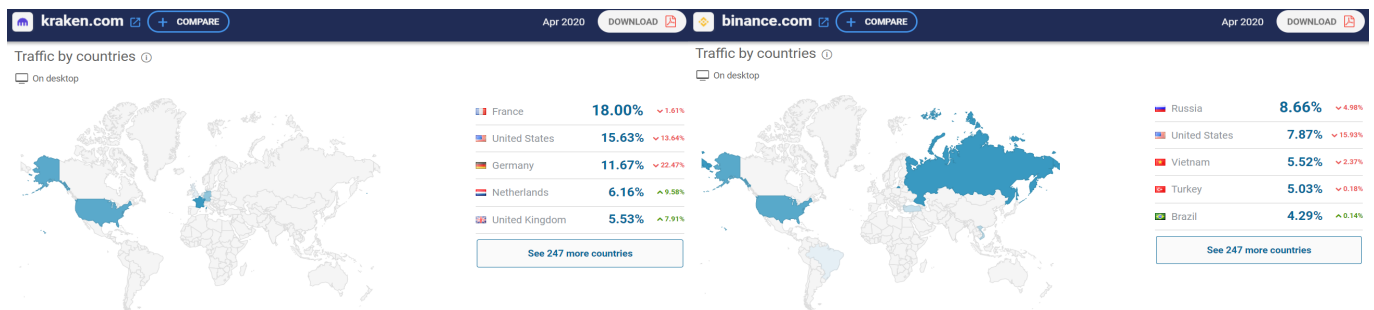 kraken.com + COMPARE Apr 2020 DOWNLOAD
Traffic by countries
On desktop
France 18.00% 1.61%
United States 15.63% 13.64%
Germany 11.67% 22.47%
Netherlands 6.16% 9.58%
United Kingdom 5.53% 7.91%
See 247 more countries
binance.com + COMPARE Apr 2020 DOWNLOAD
Traffic by countries
On desktop
Russia 8.66% 4.98%
United States 7.87% 15.93%
Vietnam 5.52% 2.37%
Turkey 5.03% 0.18%
Brazil 4.29% 0.14%
See 247 more countries